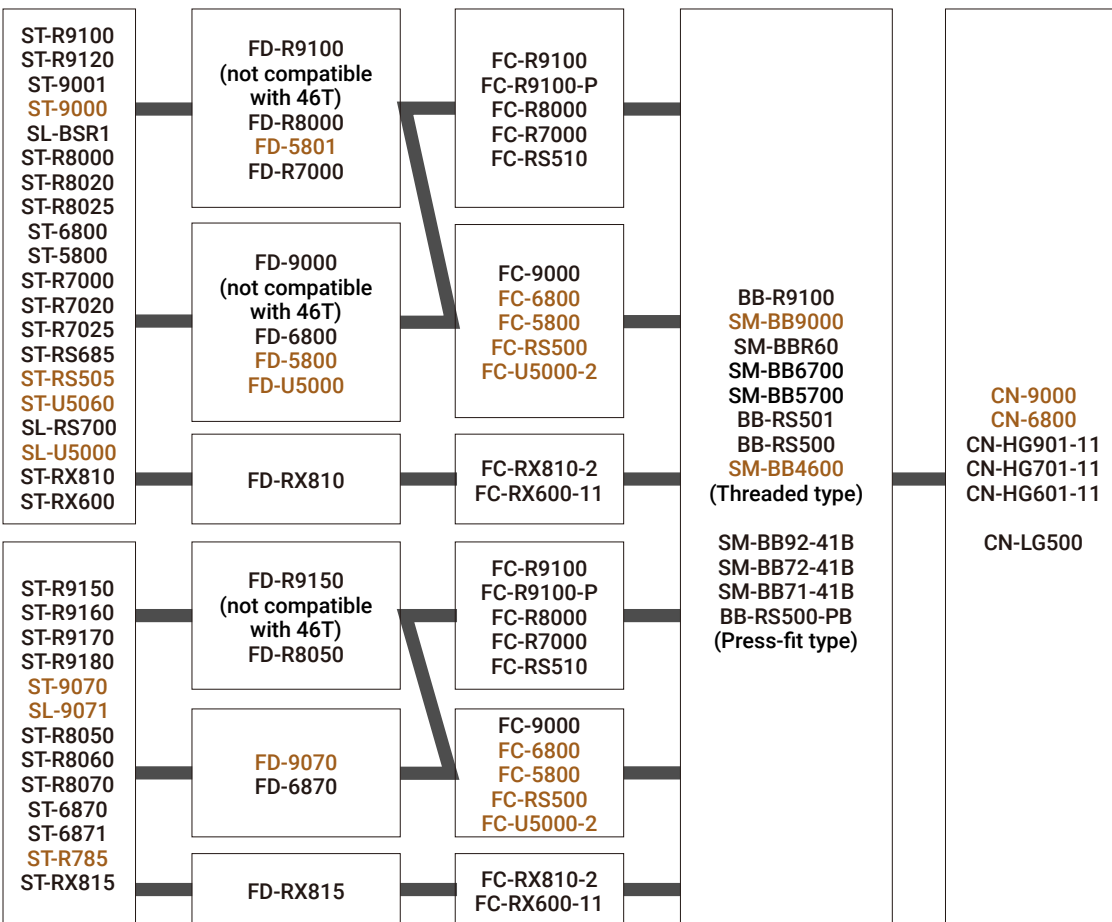 ST-R9100
ST-R9120
ST-9001
ST-9000
SL-BSR1
ST-R8000
ST-R8020
ST-R8025
ST-6800
ST-5800
ST-R7000
ST-R7020
ST-R7025
ST-RS685
ST-RS505
ST-U5060
SL-RS700
SL-U5000
ST-RX810
ST-RX600
FD-R9100
(not compatible
with 46T)
FD-R8000
FD-5801
FD-R7000
FC-R9100
FC-R9100-P
FC-R8000
FC-R7000
FC-RS510
FD-9000
(not compatible
with 46T)
FD-6800
FD-5800
FD-U5000
FC-9000
FC-6800
FC-5800
FC-RS500
FC-U5000-2
FD-RX810
FC-RX810-2
FC-RX600-11
ST-R9150
ST-R9160
ST-R9170
ST-R9180
ST-9070
SL-9071
ST-R8050
ST-R8060
ST-R8070
ST-6870
ST-6871
ST-R785
ST-RX815
FD-R9150
(not compatible
with 46T)
FD-R8050
FC-R9100
FC-R9100-P
FC-R8000
FC-R7000
FC-RS510
FD-9070
FD-6870
FC-9000
FC-6800
FC-5800
FC-RS500
FC-U5000-2
FD-RX815
FC-RX810-2
FC-RX600-11
BB-R9100
SM-BB9000
SM-BBR60
SM-BB6700
SM-BB5700
BB-RS501
BB-RS500
SM-BB4600
(Threaded type)
SM-BB92-41B
SM-BB72-41B
SM-BB71-41B
BB-RS500-PB
(Press-fit type)
CN-9000
CN-6800
CN-HG901-11
CN-HG701-11
CN-HG601-11
CN-LG500